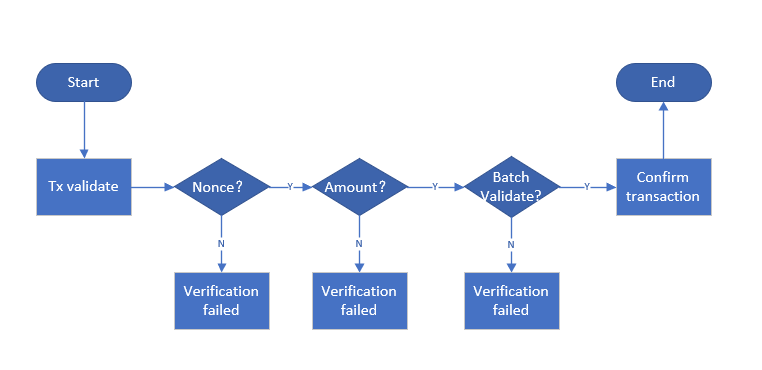 Start
End
Tx validate
Nonce?
Y
Amount?
Y
Batch
Validate?
Y
Confirm
transaction
N
N
N
Verification
failed
Verification
failed
Verification
failed